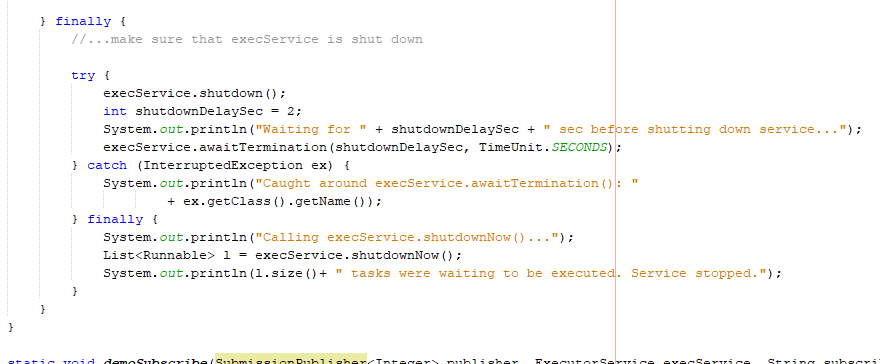 } finally {
//...make sure that execService is shut down
try {
execService.shutdown();
int shutdownDelaySec = 2;
System.out.println("Waiting for " + shutdownDelaySec + " sec before shutting down service...");
execService.awaitTermination(shutdownDelaySec, TimeUnit.SECONDS);
} catch (InterruptedException ex) {
System.out.println("Caught around execService.awaitTermination(): "
+ ex.getClass().getName());
} finally {
System.out.println("Calling execService.shutdownNow()...");
List<Runnable> l = execService.shutdownNow();
System.out.println(l.size()+ " tasks were waiting to be executed. Service stopped.");
}
}
}
static void demoSubscribe(SubmissionPublisher<Integer> publisher, ExecutorService execService, String subscri